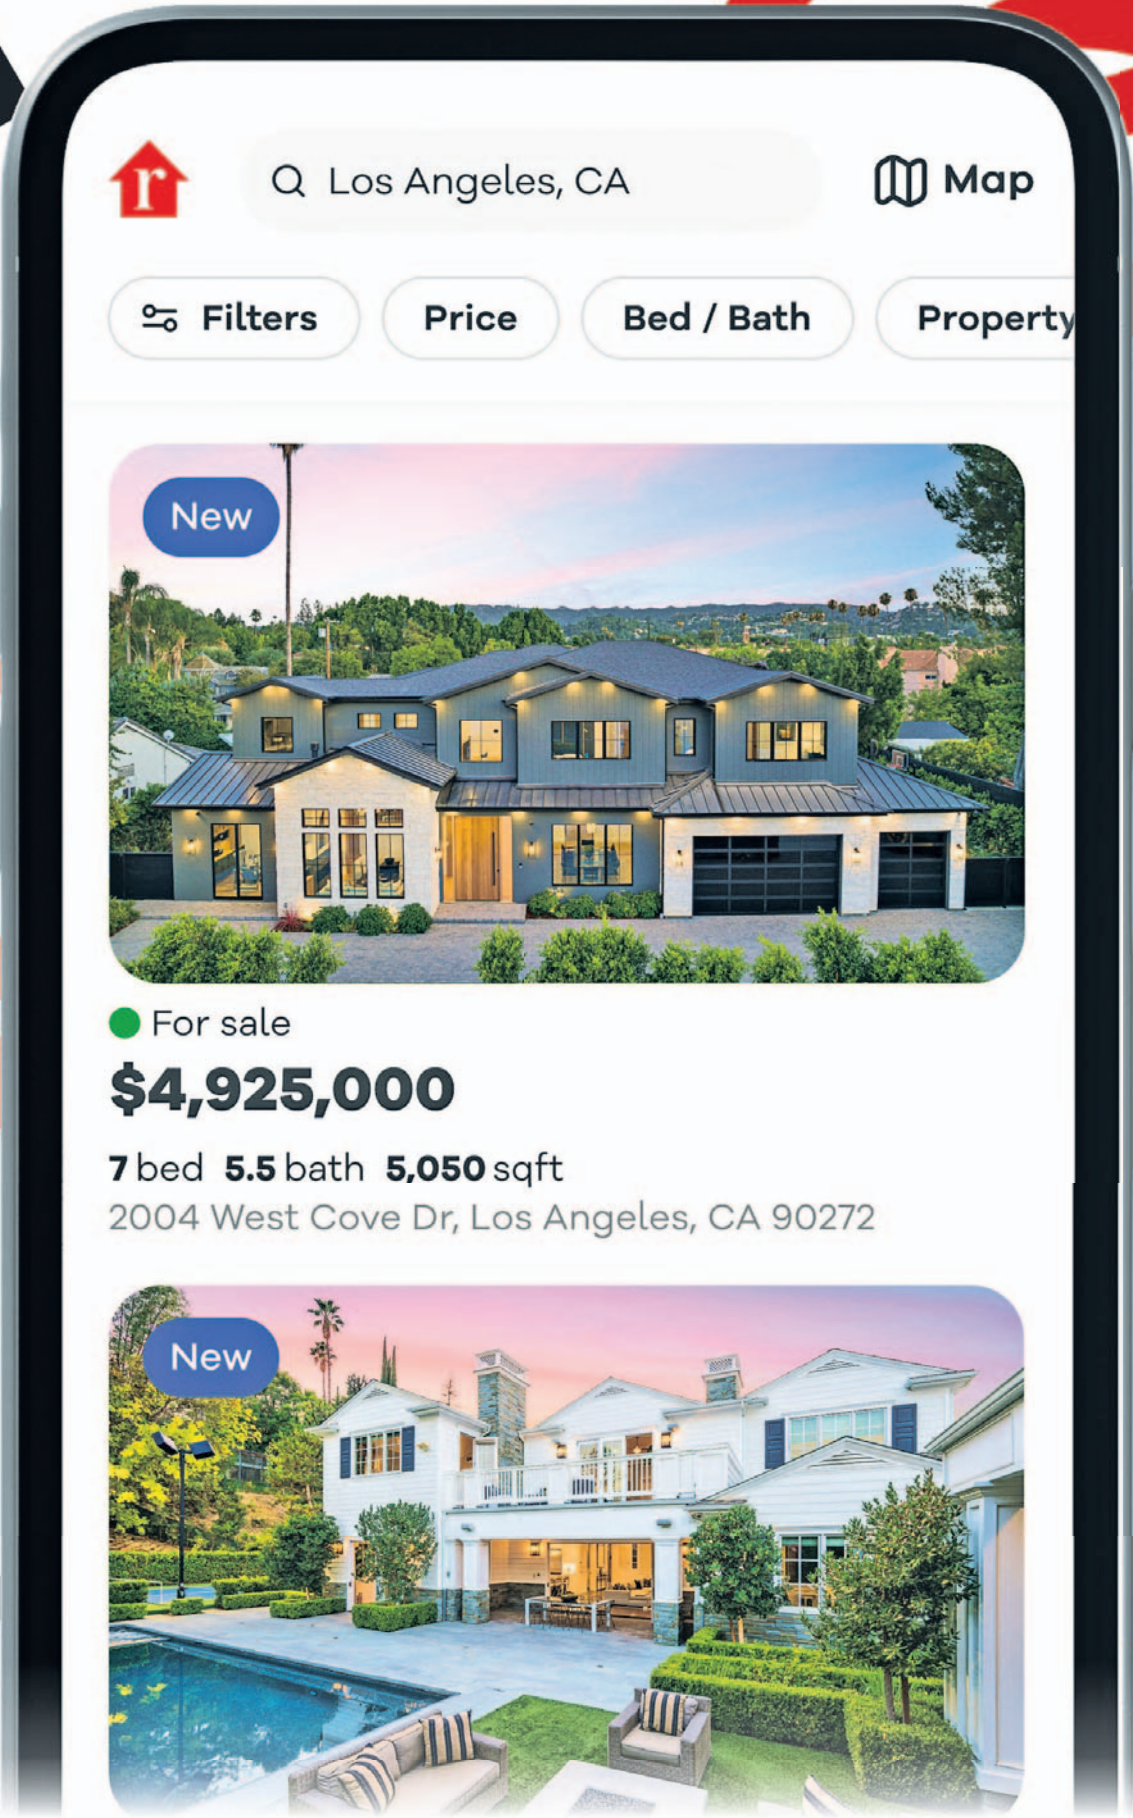 r
Los Angeles, CA
Map
Filters
Price
Bed / Bath
Property
New
For sale
$4,925,000
7 bed 5.5 bath 5,050 sqft
2004 West Cove Dr, Los Angeles, CA 90272
New